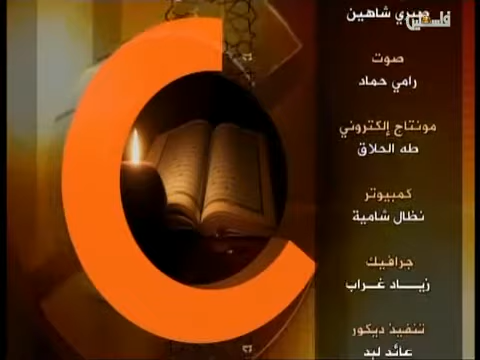 صبري شاهين
فلسطين
صوت
رامي حماد
مونتاج إلكتروني
طه الحلاق
كمبيوتر
نظال شامية
جرافيك
زياد غراب
تنفيذ ديكور
عائد لبد